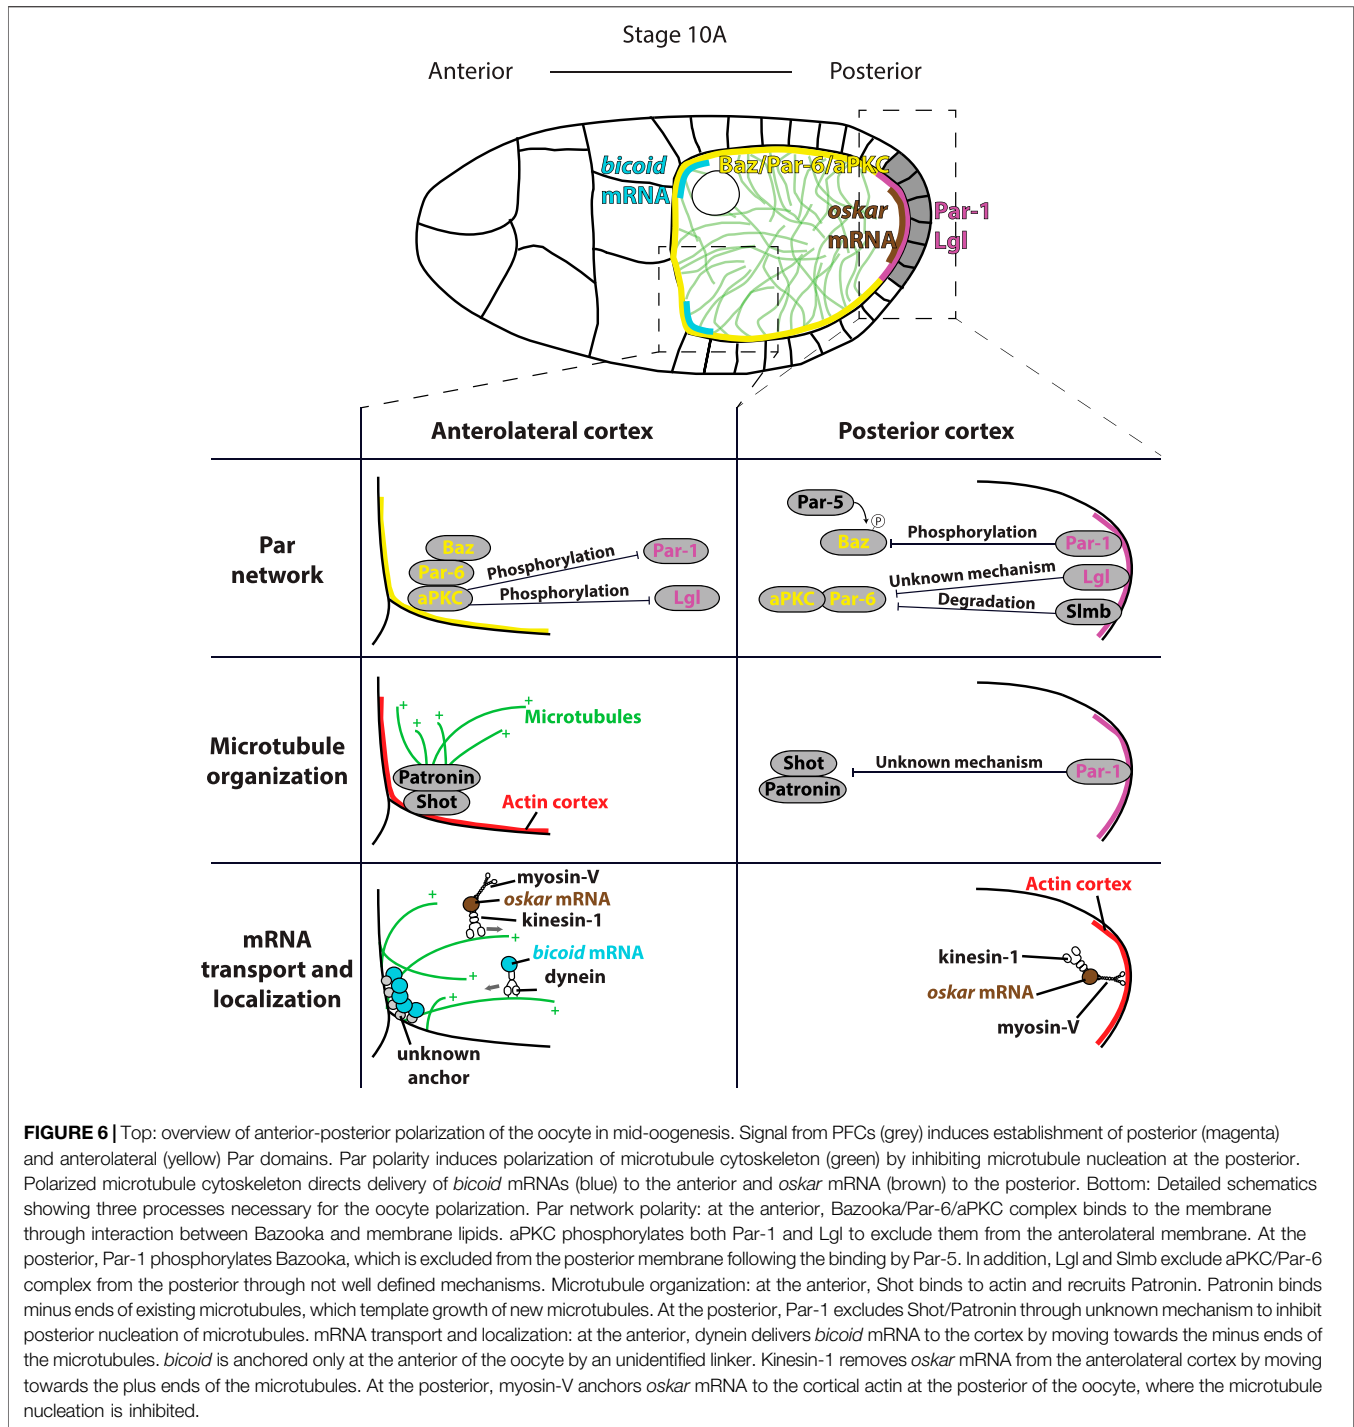 Stage 10A
Anterior
Posterior
bicoid
mRNA
Baz/Par-6/aPKC
oskar
mRNA
Par-1
Lgl
Anterolateral cortex
Posterior cortex
Par
network
Baz
Par-6
aPKC
Phosphorylation
Phosphorylation
Par-1
Lgl
Par-5
P
Baz
Phosphorylation
Par-1
Unknown mechanism
Lgl
aPKC
Par-6
Degradation
Slmb
Microtubule
organization
+
+
+
+
+
Microtubules
Patronin
Shot
Actin cortex
Shot
Patronin
Unknown mechanism
Par-1
mRNA
transport and
localization
myosin-V
oskar mRNA
kinesin-1
bicoid mRNA
dynein
+
+
+
+
+
unknown
anchor
Actin cortex
kinesin-1
oskar mRNA
myosin-V
FIGURE 6 | Top: overview of anterior-posterior polarization of the oocyte in mid-oogenesis. Signal from PFCs (grey) induces establishment of posterior (magenta)
and anterolateral (yellow) Par domains. Par polarity induces polarization of microtubule cytoskeleton (green) by inhibiting microtubule nucleation at the posterior.
Polarized microtubule cytoskeleton directs delivery of bicoid mRNAs (blue) to the anterior and oskar mRNA (brown) to the posterior. Bottom: Detailed schematics
showing three processes necessary for the oocyte polarization. Par network polarity: at the anterior, Bazooka/Par-6/aPKC complex binds to the membrane
through interaction between Bazooka and membrane lipids. aPKC phosphorylates both Par-1 and Lgl to exclude them from the anterolateral membrane. At the
posterior, Par-1 phosphorylates Bazooka, which is excluded from the posterior membrane following the binding by Par-5. In addition, Lgl and Slmb exclude aPKC/Par-6
complex from the posterior through not well defined mechanisms. Microtubule organization: at the anterior, Shot binds to actin and recruits Patronin. Patronin binds
minus ends of existing microtubules, which template growth of new microtubules. At the posterior, Par-1 excludes Shot/Patronin through unknown mechanism to inhibit
posterior nucleation of microtubules. mRNA transport and localization: at the anterior, dynein delivers bicoid mRNA to the cortex by moving towards the minus ends of
the microtubules. bicoid is anchored only at the anterior of the oocyte by an unidentified linker. Kinesin-1 removes oskar mRNA from the anterolateral cortex by moving
towards the plus ends of the microtubules. At the posterior, myosin-V anchors oskar mRNA to the cortical actin at the posterior of the oocyte, where the microtubule
nucleation is inhibited.